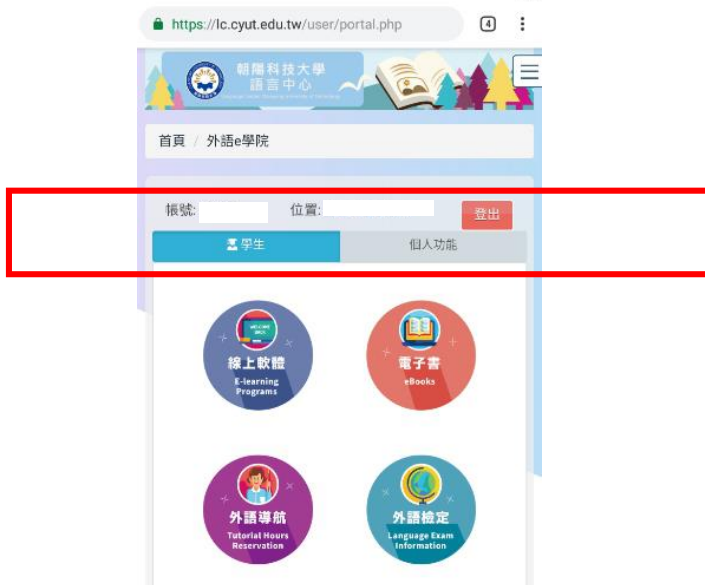 https://lc.cyut.edu.tw/user/portal.php
4
朝陽科技大學
語言中心
首頁 / 外語e學院
帳號: 位置: 登出
學生 個人功能
線上軟體
E-learning
Programs
電子書
eBooks
外語導航
Tutorial Hours
Reservation
外語檢定
Language Exam
Information